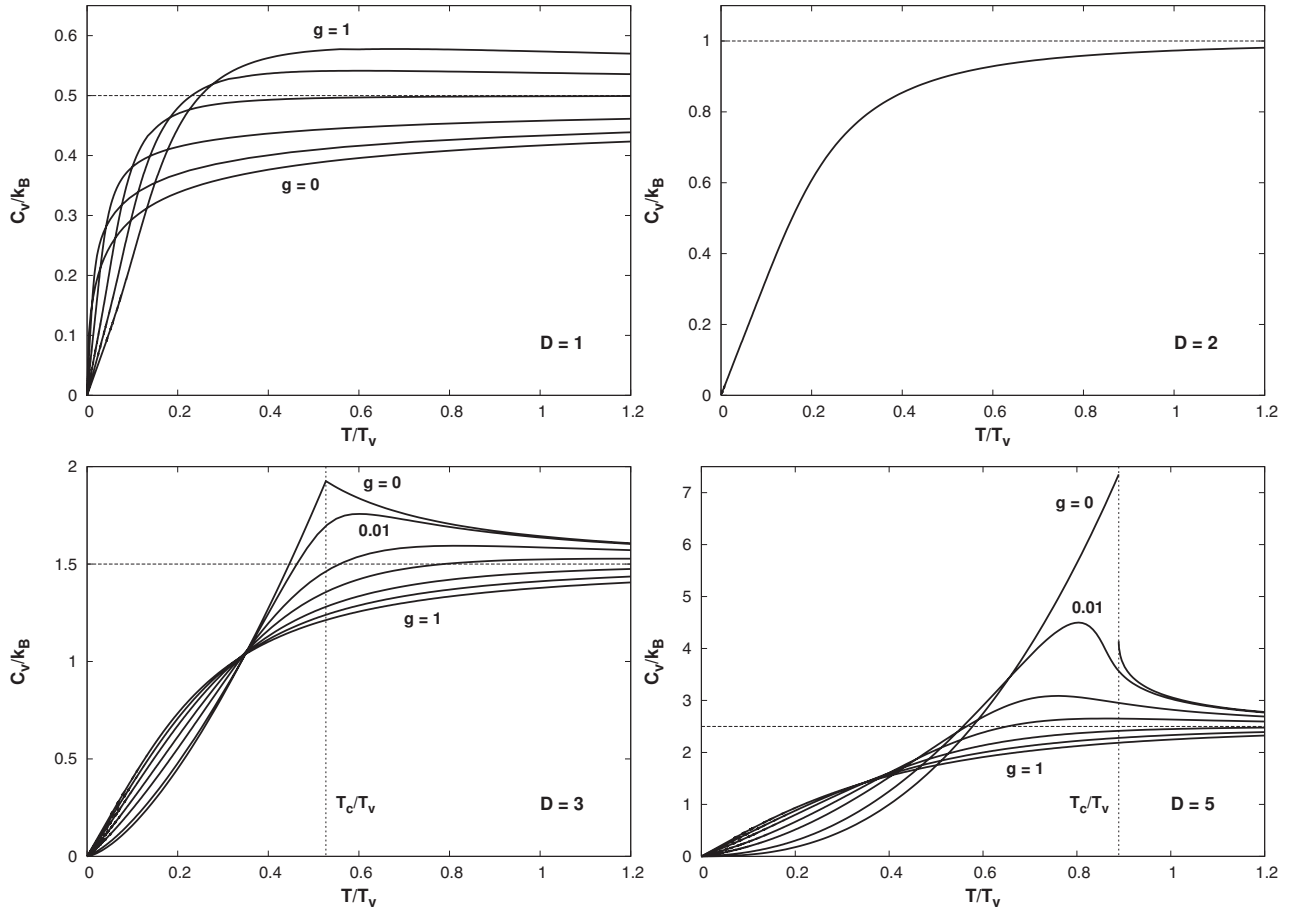 0.6
0.5
0.4
0.3
0.2
0.1
0
C_v/k_B
g = 1
g = 0
D = 1
0 0.2 0.4 0.6 0.8 1 1.2
T/T_v
1
0.8
0.6
0.4
0.2
0
C_v/k_B
D = 2
0 0.2 0.4 0.6 0.8 1 1.2
T/T_v
2
1.5
1
0.5
0
C_v/k_B
g = 0
0.01
g = 1
T_c/T_v
D = 3
0 0.2 0.4 0.6 0.8 1 1.2
T/T_v
7
6
5
4
3
2
1
0
C_v/k_B
g = 0
0.01
g = 1
T_c/T_v
D = 5
0 0.2 0.4 0.6 0.8 1 1.2
T/T_v